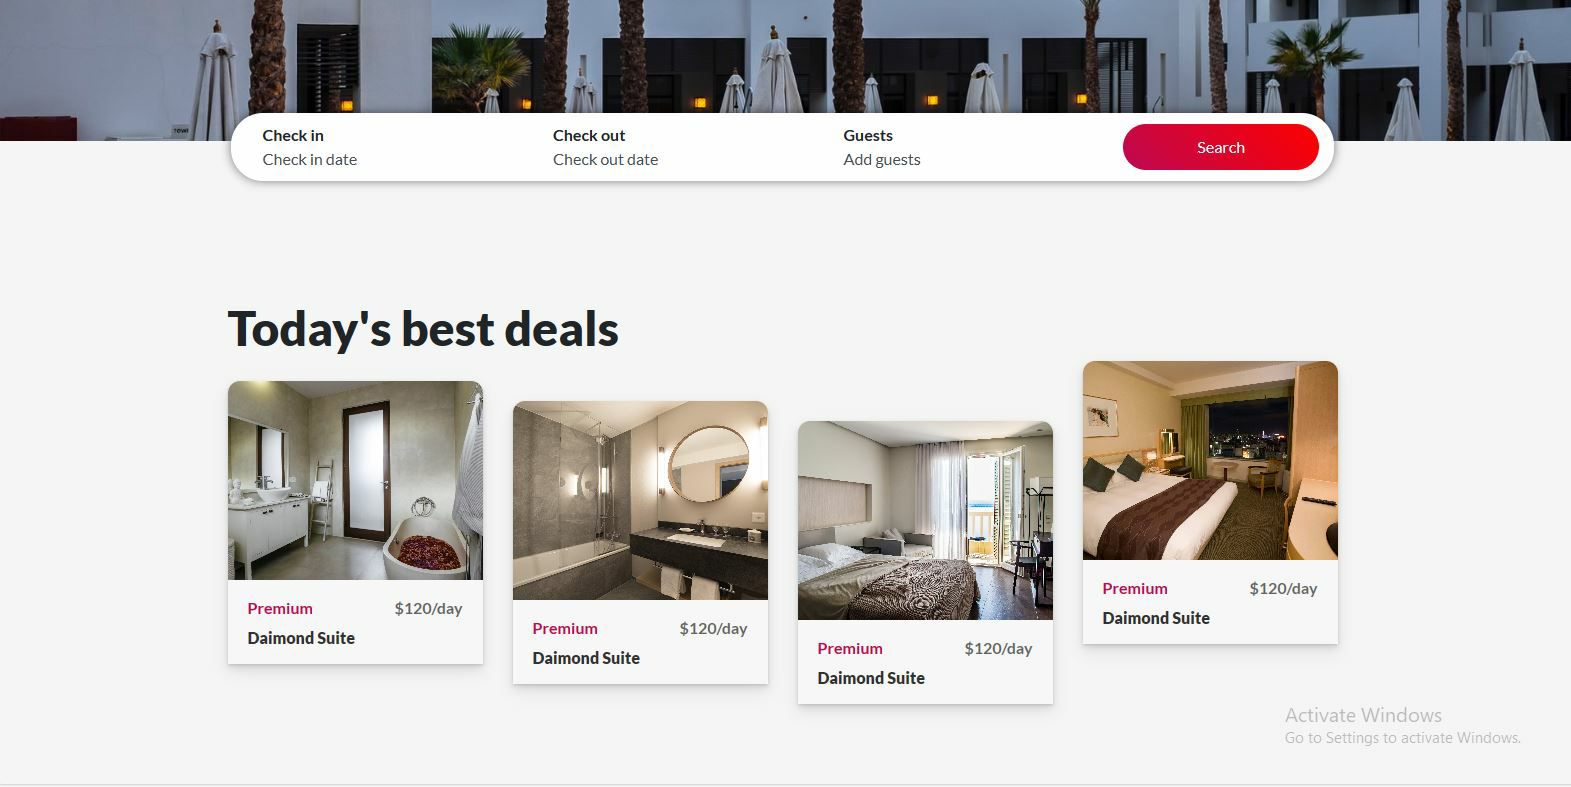 TOWE
Check in
Check in date
Check out
Check out date
Guests
Add guests
Search
Today's best deals
Premium $120/day
Daimond Suite
Premium $120/day
Daimond Suite
Premium $120/day
Daimond Suite
Premium $120/day
Daimond Suite
Activate Windows
Go to Settings to activate Windows.